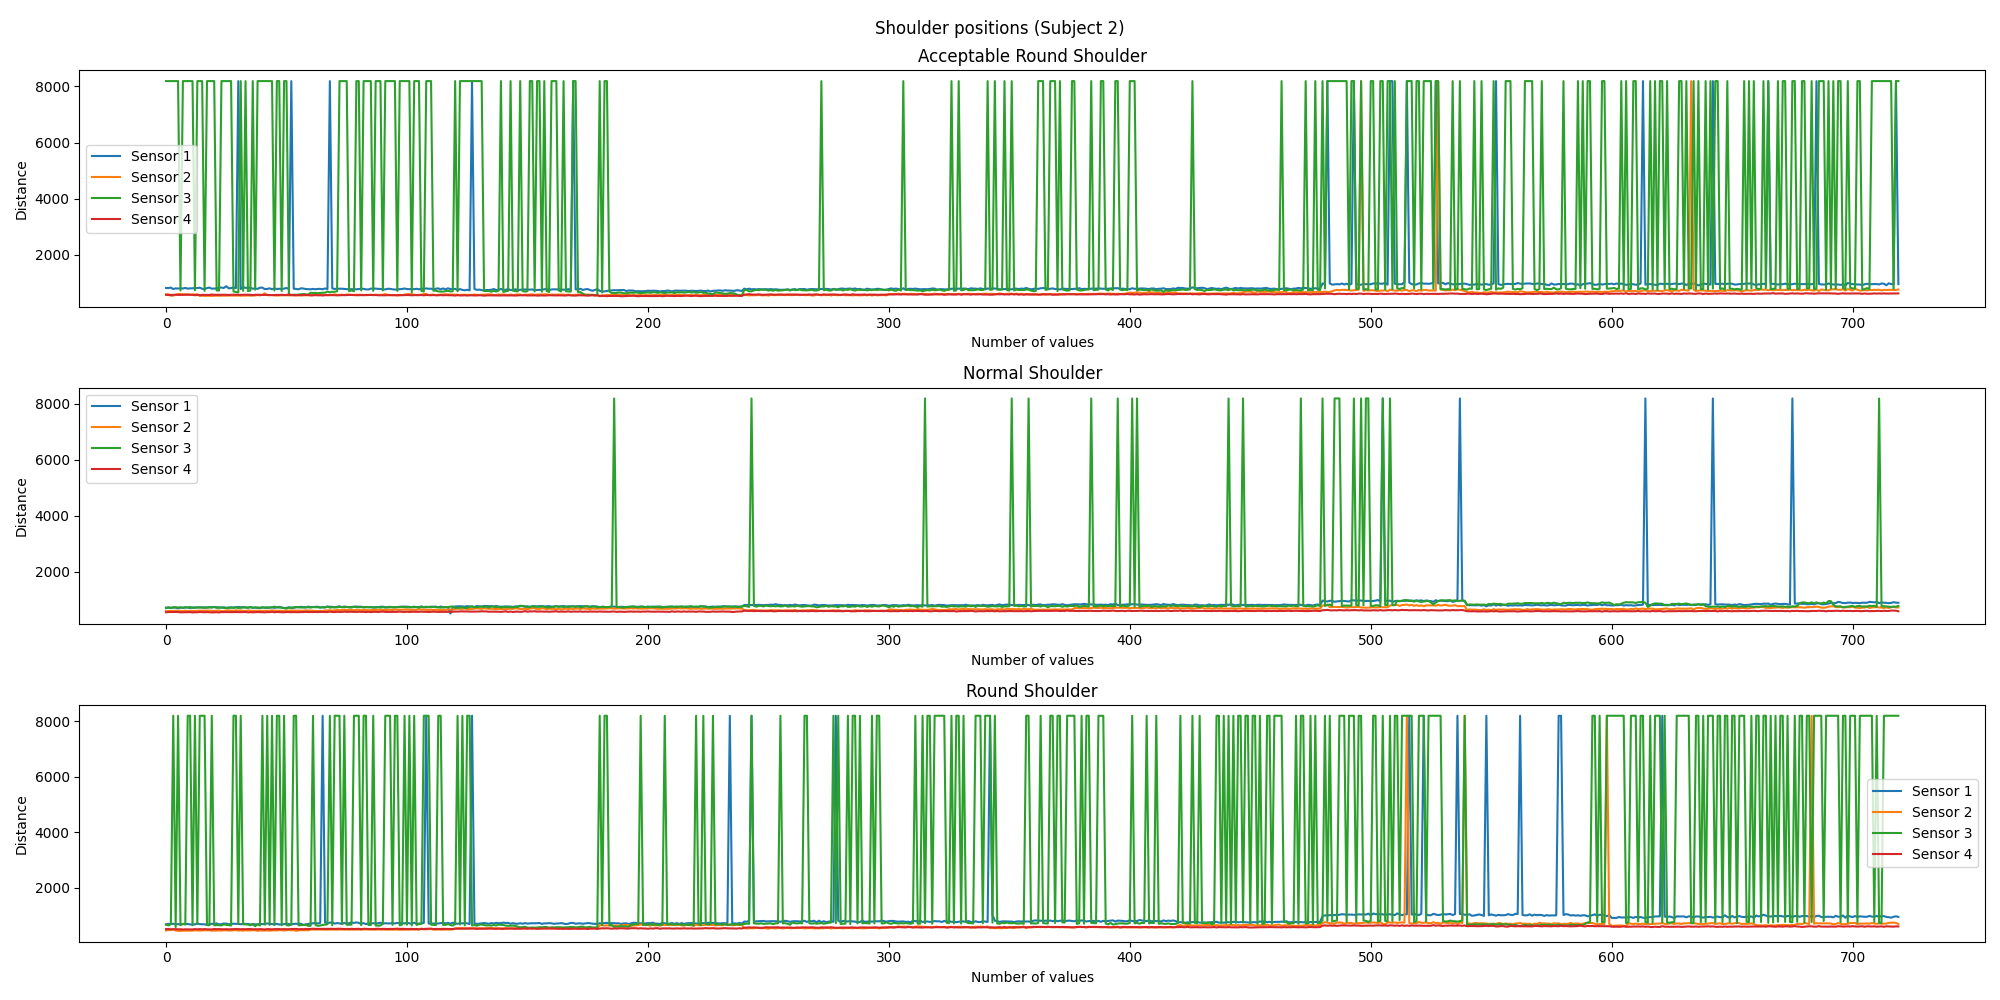 Shoulder positions (Subject 2)
Acceptable Round Shoulder
8000
6000
4000
2000
Distance
Sensor 1
Sensor 2
Sensor 3
Sensor 4
0 100 200 300 400 500 600 700
Number of values
Normal Shoulder
8000
6000
4000
2000
Distance
Sensor 1
Sensor 2
Sensor 3
Sensor 4
0 100 200 300 400 500 600 700
Number of values
Round Shoulder
8000
6000
4000
2000
Distance
Sensor 1
Sensor 2
Sensor 3
Sensor 4
0 100 200 300 400 500 600 700
Number of values